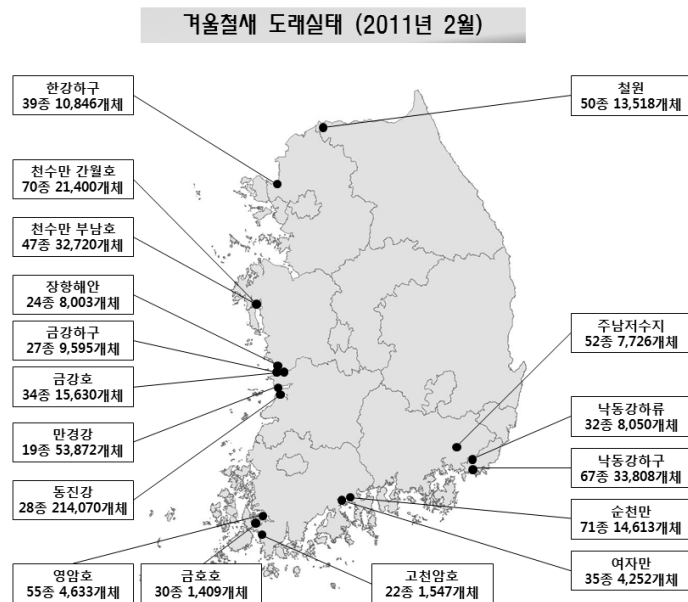 겨울철새 도래실태 (2011년 2월)
한강하구
39종 10,846개체
철원
50종 13,518개체
천수만 간월호
70종 21,400개체
천수만 부남호
47종 32,720개체
장항해안
24종 8,003개체
금강하구
27종 9,595개체
금강호
34종 15,630개체
만경강
19종 53,872개체
동진강
28종 214,070개체
주남저수지
52종 7,726개체
낙동강하류
32종 8,050개체
낙동강하구
67종 33,808개체
순천만
71종 14,613개체
여자만
35종 4,252개체
영암호
55종 4,633개체
금호호
30종 1,409개체
고천암호
22종 1,547개체